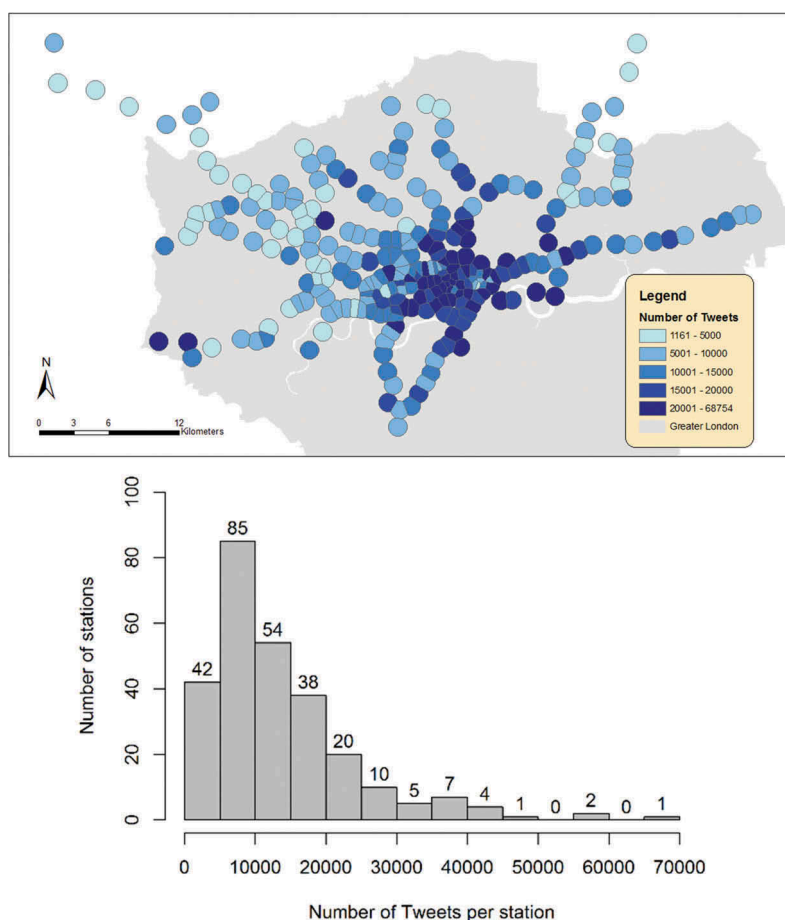 Legend
Number of Tweets
1161 - 5000
5001 - 10000
10001 - 15000
15001 - 20000
20001 - 68754
Greater London
N
0 3 6 12
Kilometers
Number of stations
100
80
60
40
20
0
42
85
54
38
20
10
5
7
4
1
0
2
0
1
0 10000 20000 30000 40000 50000 60000 70000
Number of Tweets per station